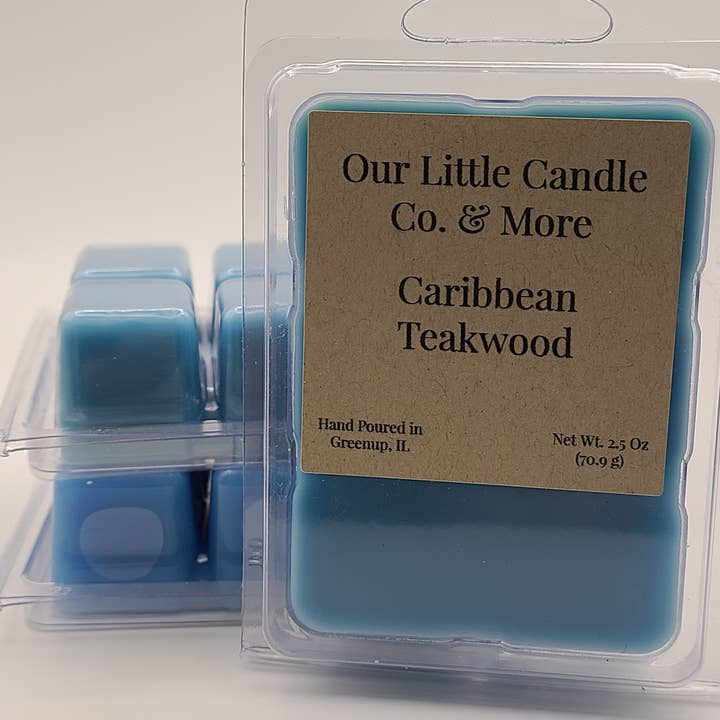 Our Little Candle
Co. & More
Caribbean
Teakwood
Hand Poured in
Greenup, IL
Net Wt. 2.5 Oz
(70.9 g)